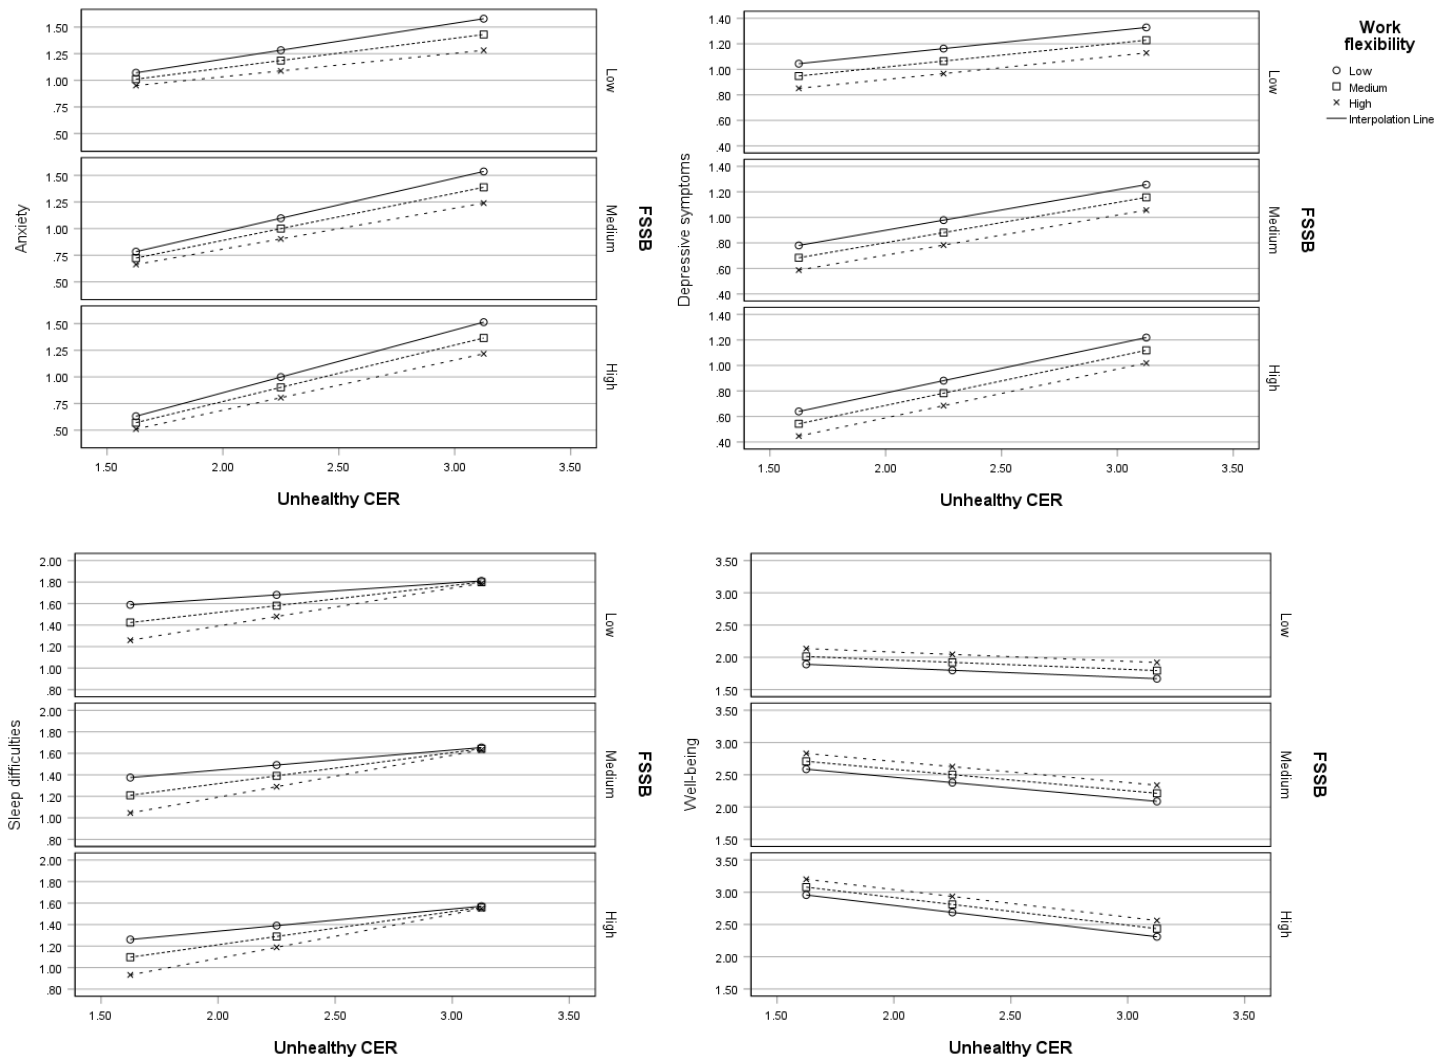 Anxiety
1.50
1.25
1.00
.75
.50
Low
1.50
1.25
1.00
.75
.50
Medium
1.50
1.25
1.00
.75
.50
High
FSSB
1.50 2.00 2.50 3.00 3.50
Unhealthy CER
Depressive symptoms
1.40
1.20
1.00
.80
.60
.40
Low
1.40
1.20
1.00
.80
.60
.40
Medium
1.40
1.20
1.00
.80
.60
.40
High
FSSB
1.50 2.00 2.50 3.00 3.50
Unhealthy CER
Work
flexibility
Low
Medium
High
Interpolation Line
Sleep difficulties
2.00
1.80
1.60
1.40
1.20
1.00
.80
Low
2.00
1.80
1.60
1.40
1.20
1.00
.80
Medium
2.00
1.80
1.60
1.40
1.20
1.00
.80
High
FSSB
1.50 2.00 2.50 3.00 3.50
Unhealthy CER
Well-being
3.50
3.00
2.50
2.00
1.50
Low
3.50
3.00
2.50
2.00
1.50
Medium
3.50
3.00
2.50
2.00
1.50
High
FSSB
1.50 2.00 2.50 3.00 3.50
Unhealthy CER